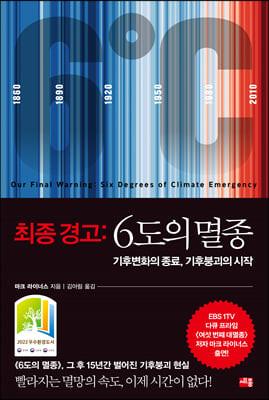 6°C
1860 1890 1920 1950 1980 2010
Our Final Warning: Six Degrees of Climate Emergency
최종 경고: 6도의 멸종
기후변화의 종료, 기후붕괴의 시작
마크 라이너스 지음 | 김아림 옮김
2022 우수환경도서
EBS 1TV
다큐 프라임
〈여섯 번째 대멸종〉
저자 마크 라이너스
출연!
《6도의 멸종》, 그 후 15년간 벌어진 기후붕괴 현실
빨라지는 멸망의 속도, 이제 시간이 없다!
세종